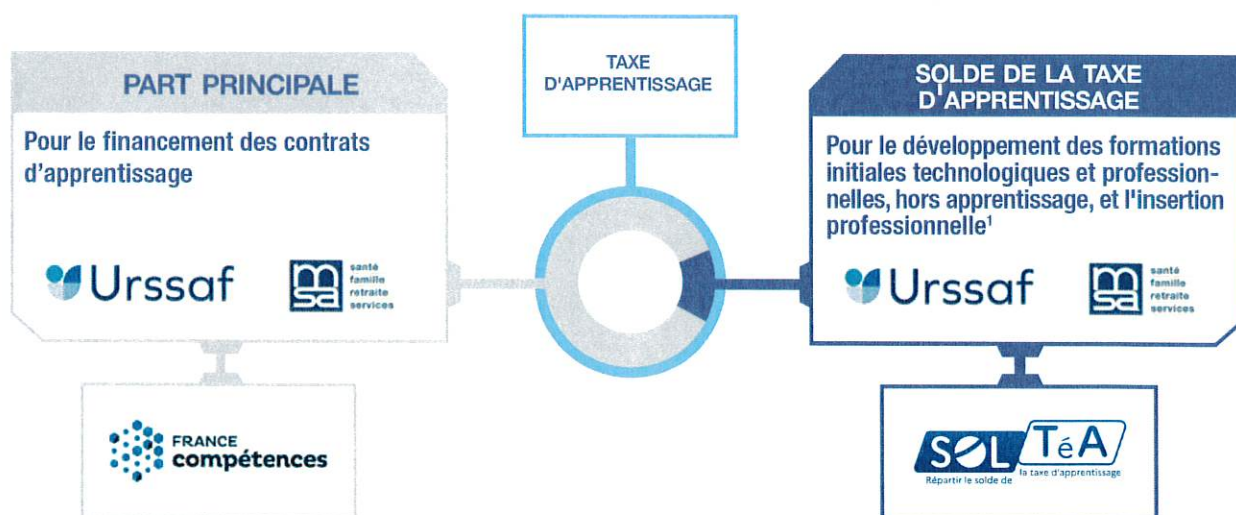 TAXE
D'APPRENTISSAGE
PART PRINCIPALE
Pour le financement des contrats
d'apprentissage
Urssaf
msa
santé
famille
retraite
services
FRANCE
compétences
SOLDE DE LA TAXE
D'APPRENTISSAGE
Pour le développement des formations
initiales technologiques et profession-
nelles, hors apprentissage, et l'insertion
professionnelle¹
Urssaf
msa
santé
famille
retraite
services
SOLTéA
Répartir le solde de la taxe d'apprentissage